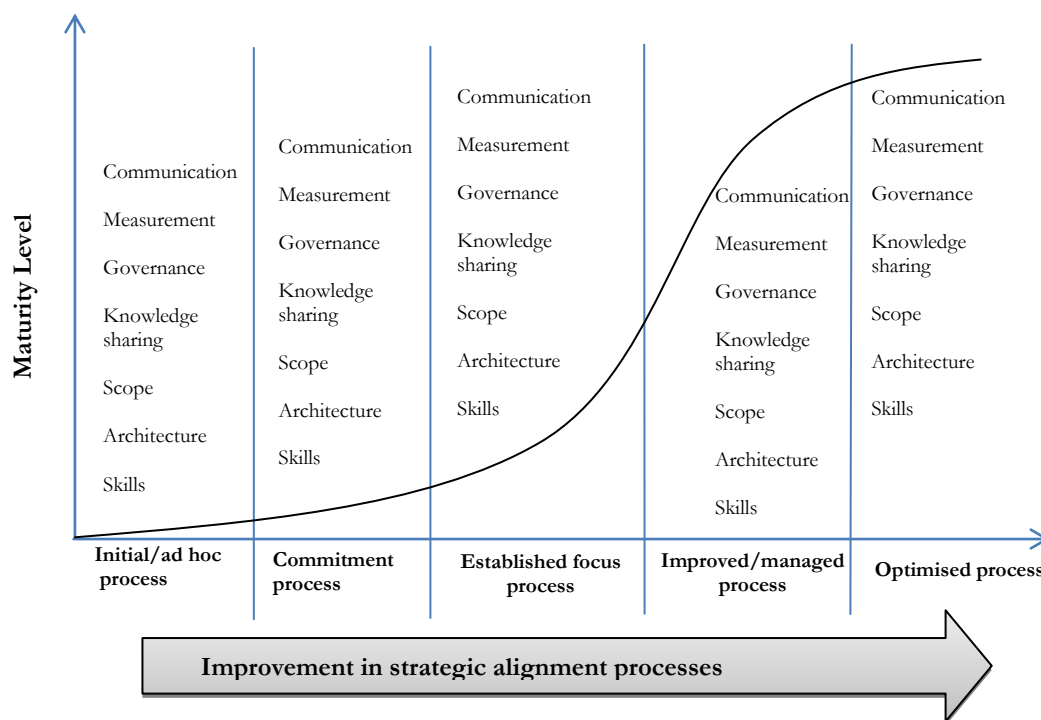 Maturity Level
Communication
Measurement
Governance
Knowledge
sharing
Scope
Architecture
Skills
Communication
Measurement
Governance
Knowledge
sharing
Scope
Architecture
Skills
Communication
Measurement
Governance
Knowledge
sharing
Scope
Architecture
Skills
Communication
Measurement
Governance
Knowledge
sharing
Scope
Architecture
Skills
Communication
Measurement
Governance
Knowledge
sharing
Scope
Architecture
Skills
Initial/ad hoc
process
Commitment
process
Established focus
process
Improved/managed
process
Optimised process
Improvement in strategic alignment processes